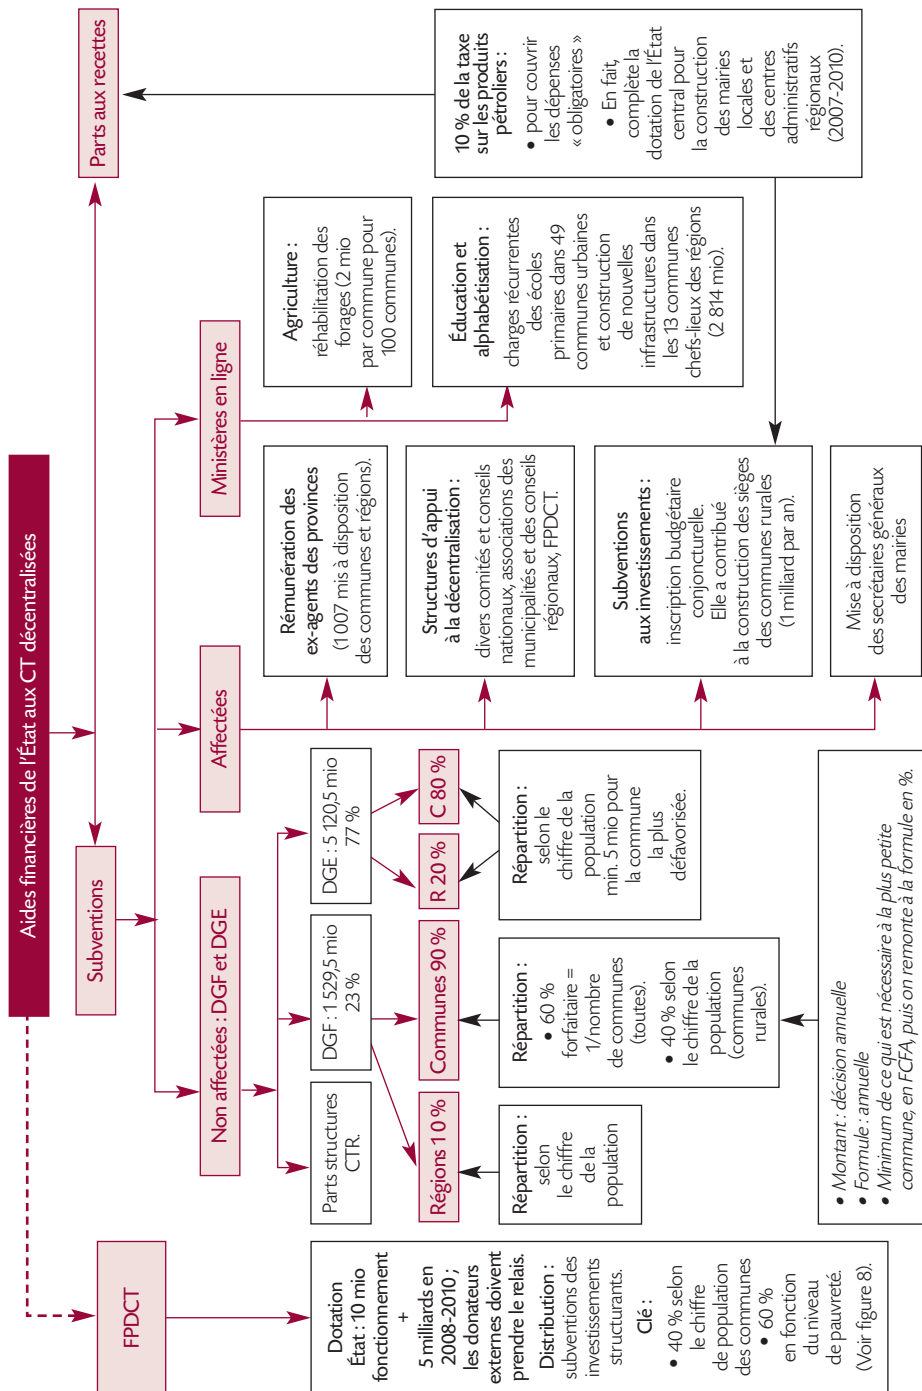 Aides financières de l'État aux CT décentralisées
FPDCT
Subventions
Parts aux recettes
Non affectées : DGF et DGE
Affectées
Ministères en ligne
Dotation
État : 10 mio
fonctionnement
+
5 milliards en
2008-2010 ;
les donateurs
externes doivent
prendre le relais.
Distribution :
subventions des
investissements
structurants.
Clé :
• 40 % selon
le chiffre
de population
des communes
• 60 %
en fonction
du niveau
de pauvreté.
(Voir figure 8).
Parts structures
CTR.
DGF : 1 529,5 mio
23 %
DGE : 5 120,5 mio
77 %
Régions 10 %
Communes 90 %
R 20 %
C 80 %
Répartition :
selon
le chiffre
de la
population
Répartition :
• 60 %
forfaitaire =
1/nombre
de communes
(toutes).
• 40 % selon
le chiffre de la
population
(communes
rurales).
Répartition :
selon le
chiffre de la
population
min. 5 mio pour
la commune
la plus
défavorisée.
• Montant : décision annuelle
• Formule : annuelle
• Minimum de ce qui est nécessaire à la plus petite
commune, en FCFA, puis on remonte à la formule en %.
Rémunération des
ex-agents des provinces
(1 007 mis à disposition
des communes et régions).
Structures d'appui
à la décentralisation :
divers comités et conseils
nationaux, associations des
municipalités et des conseils
régionaux, FPDCT.
Subventions
aux investissements :
inscription budgétaire
conjoncturelle.
Elle a contribué
à la construction des sièges
des communes rurales
(1 milliard par an).
Mise à disposition
des secrétaires généraux
des mairies
Agriculture :
réhabilitation des
forages (2 mio
par commune pour
100 communes).
Éducation et
alphabétisation :
charges récurrentes
des écoles
primaires dans 49
communes urbaines
et construction
de nouvelles
infrastructures dans
les 13 communes
chefs-lieux des régions
(2 814 mio).
10 % de la taxe
sur les produits
pétroliers :
• pour couvrir
les dépenses
« obligatoires »
• En fait,
complète la
dotation de l'État
central pour
la construction
des mairies
locales et
des centres
administratifs
régionaux
(2007-2010).